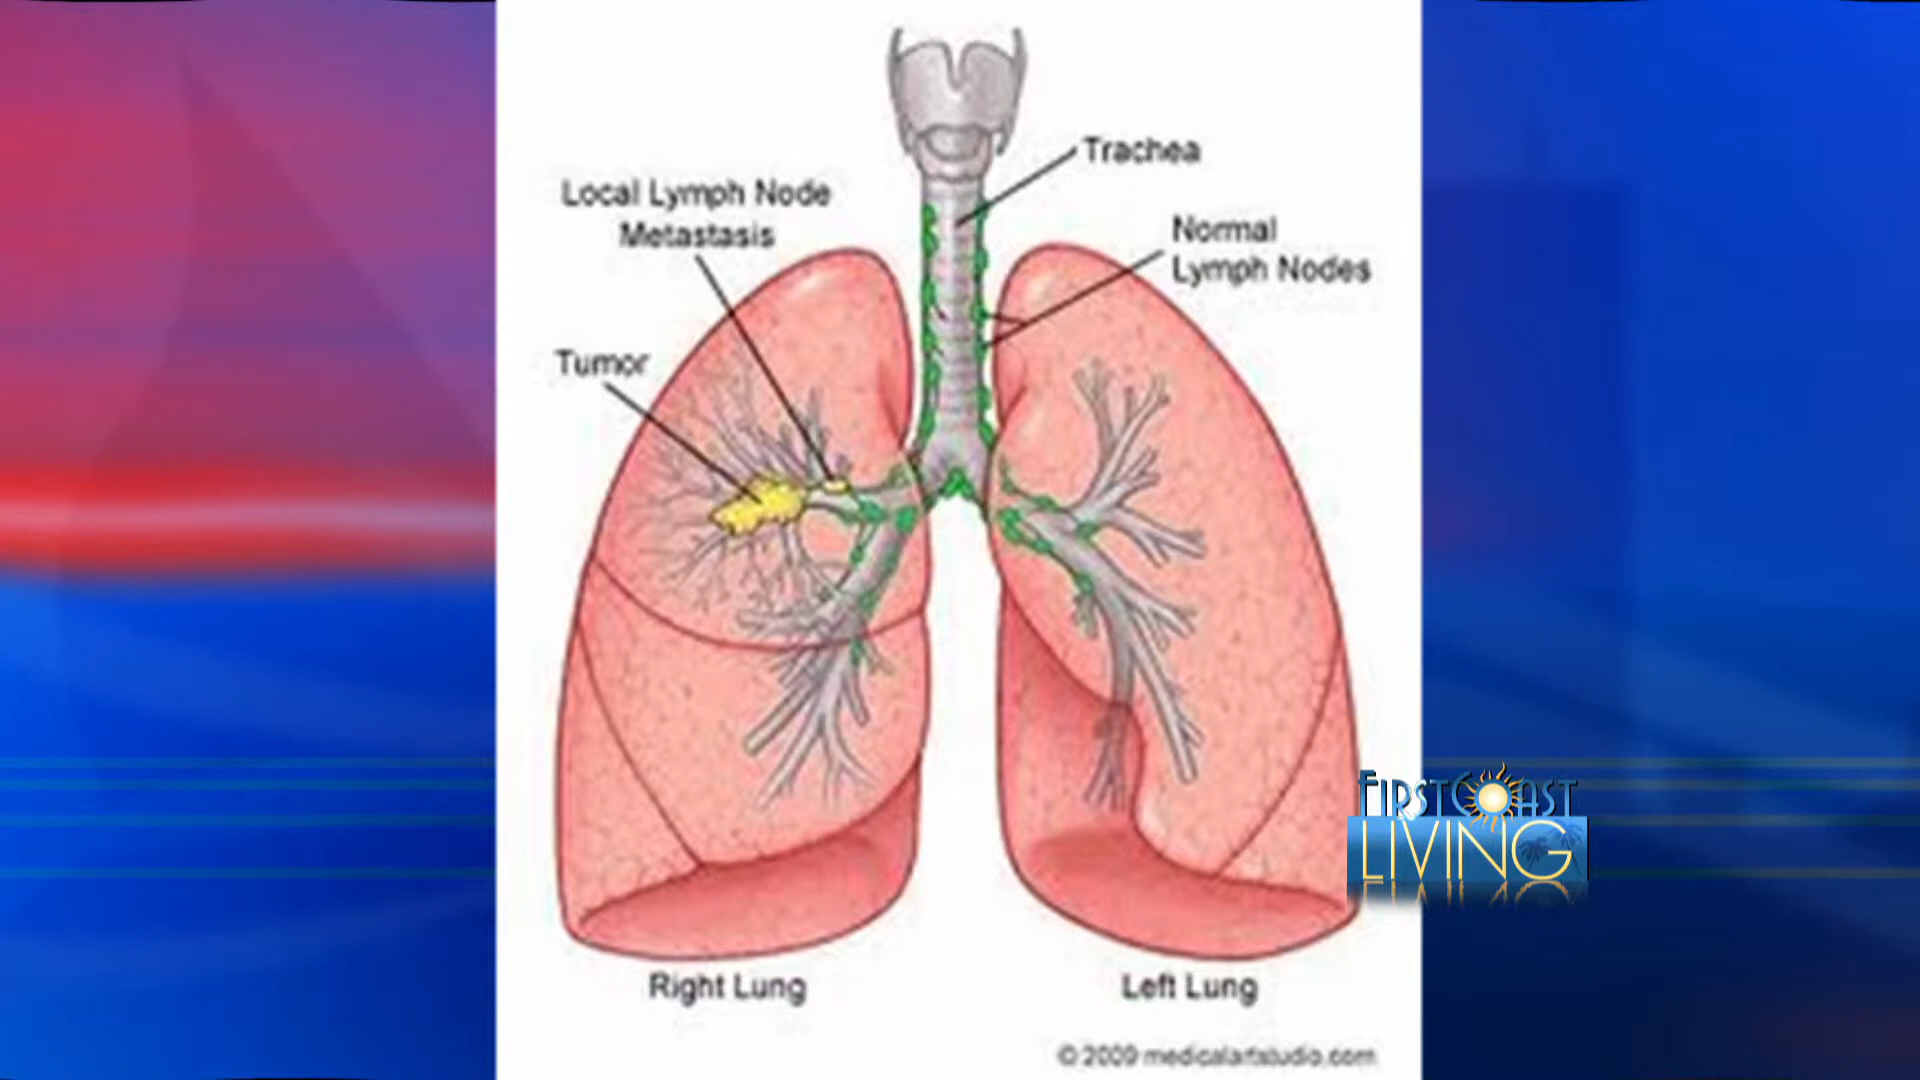 Trachea
Local Lymph Node
Metastasis
Normal
Lymph Nodes
Tumor
FIRST COAST
LIVING
Right Lung
Left Lung
© 2009 medicalartstudio.com